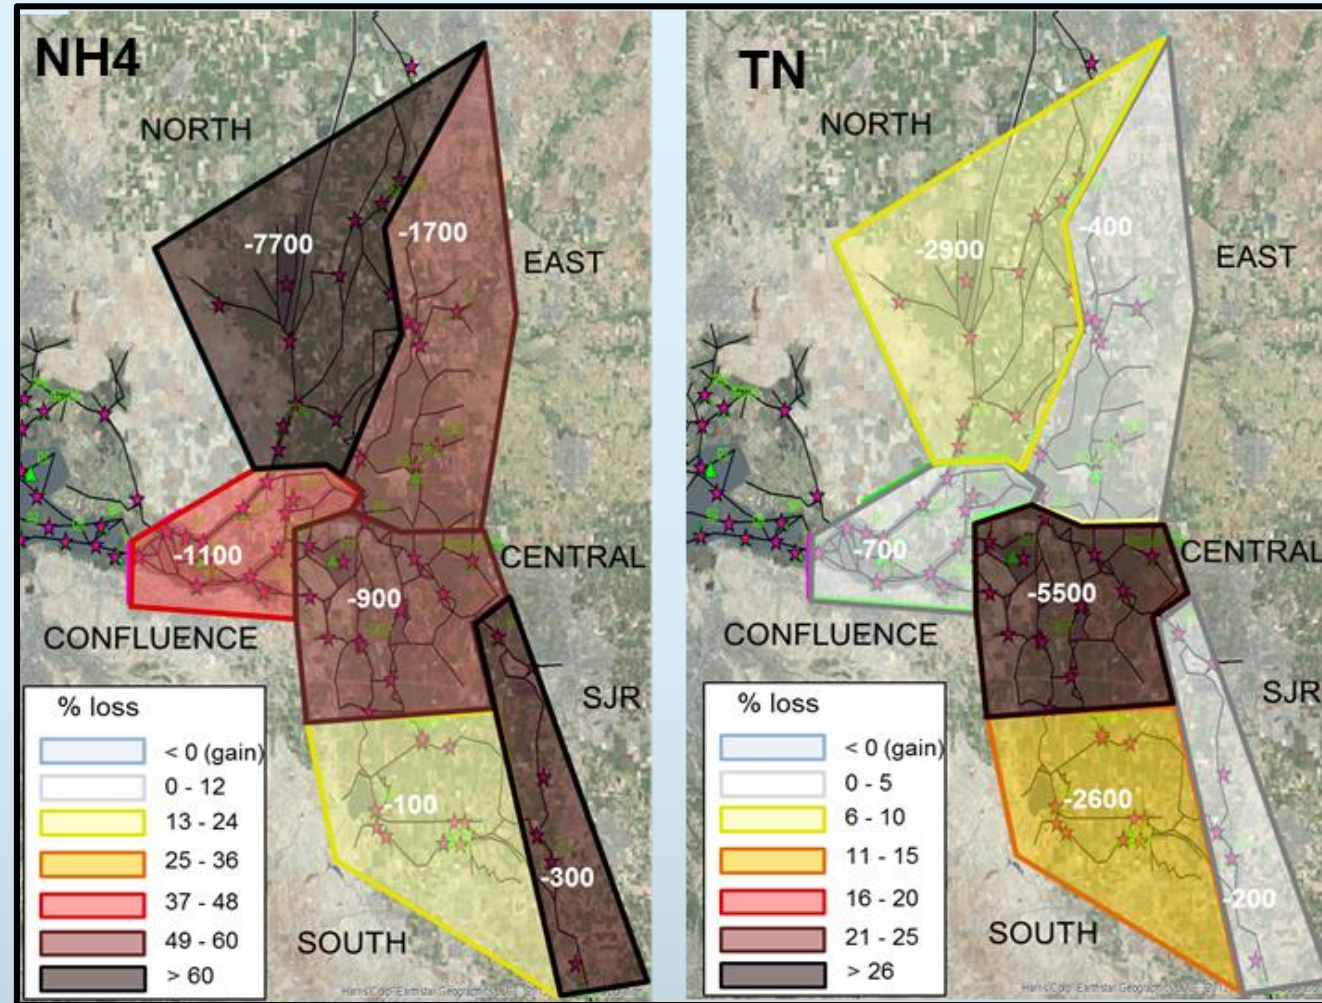 NH4
NORTH
-7700
-1700
EAST
-1100
CENTRAL
-900
CONFLUENCE
SJR
-100
-300
SOUTH
% loss
< 0 (gain)
0 - 12
13 - 24
25 - 36
37 - 48
49 - 60
> 60
TN
NORTH
-2900
-400
EAST
-700
CENTRAL
-5500
CONFLUENCE
SJR
-2600
-200
SOUTH
% loss
< 0 (gain)
0 - 5
6 - 10
11 - 15
16 - 20
21 - 25
> 26